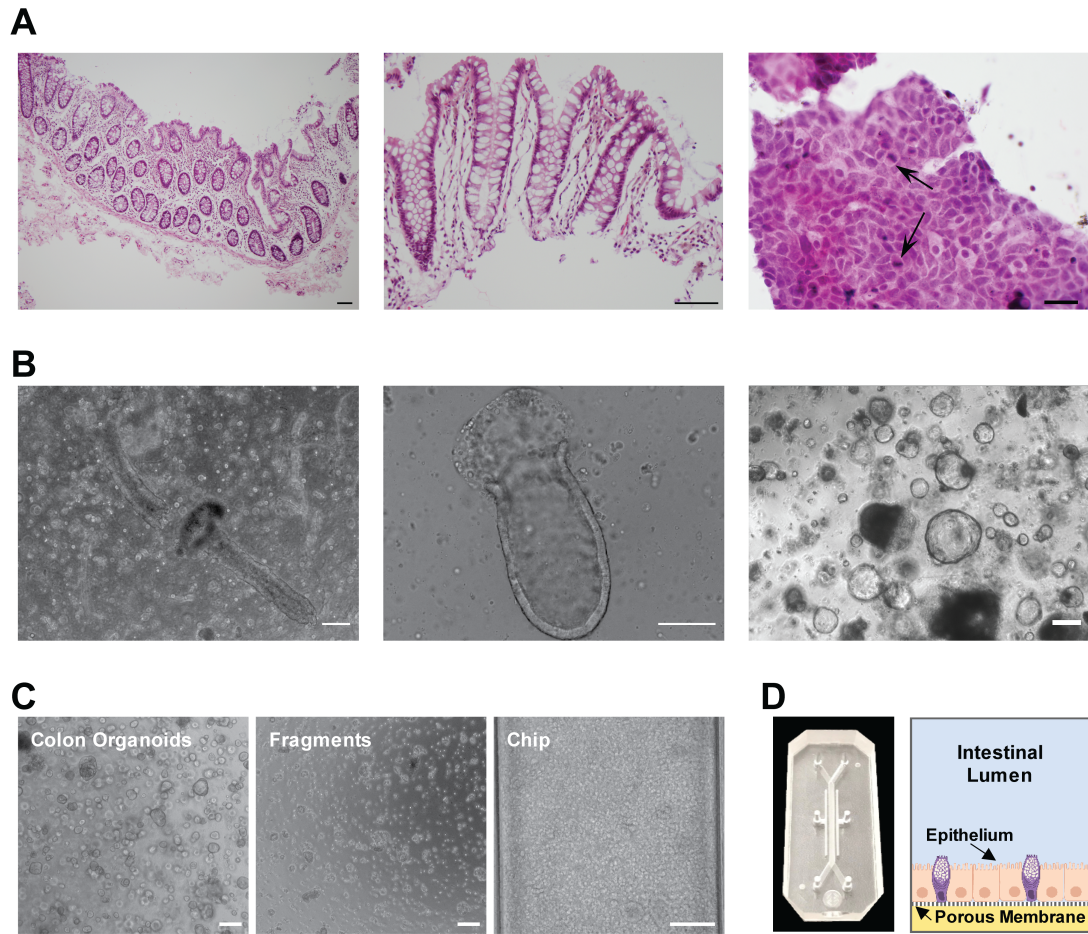 A
B
C
D
Colon Organoids
Fragments
Chip
Intestinal
Lumen
Epithelium
Porous Membrane